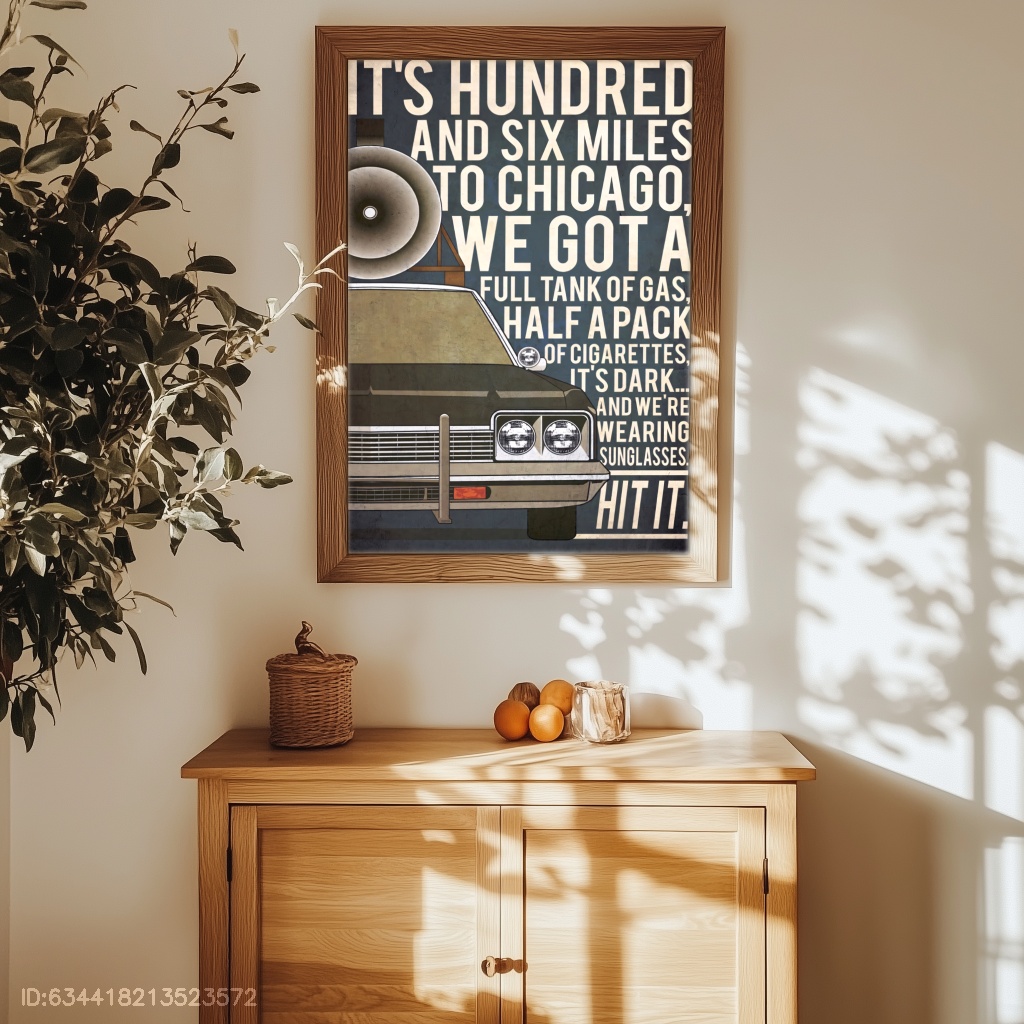 IT'S HUNDRED
AND SIX MILES
TO CHICAGO,
WE GOT A
FULL TANK OF GAS,
HALF A PACK
OF CIGARETTES,
IT'S DARK...
AND WE'RE
WEARING
SUNGLASSES.
HIT IT.
ID:634418213523572